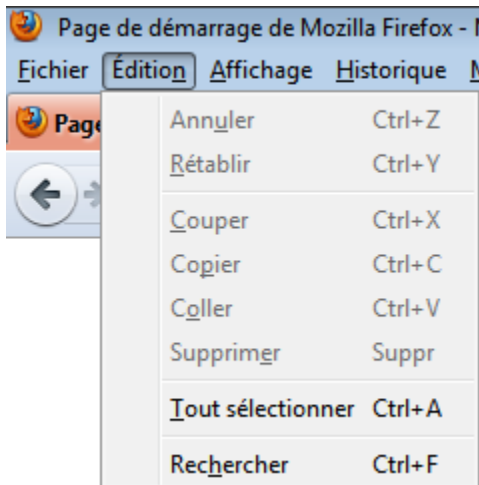 Page de démarrage de Mozilla Firefox -
Fichier Édition Affichage Historique
Page
Annuler Ctrl+Z
Rétablir Ctrl+Y
Couper Ctrl+X
Copier Ctrl+C
Coller Ctrl+V
Supprimer Suppr
Tout sélectionner Ctrl+A
Rechercher Ctrl+F